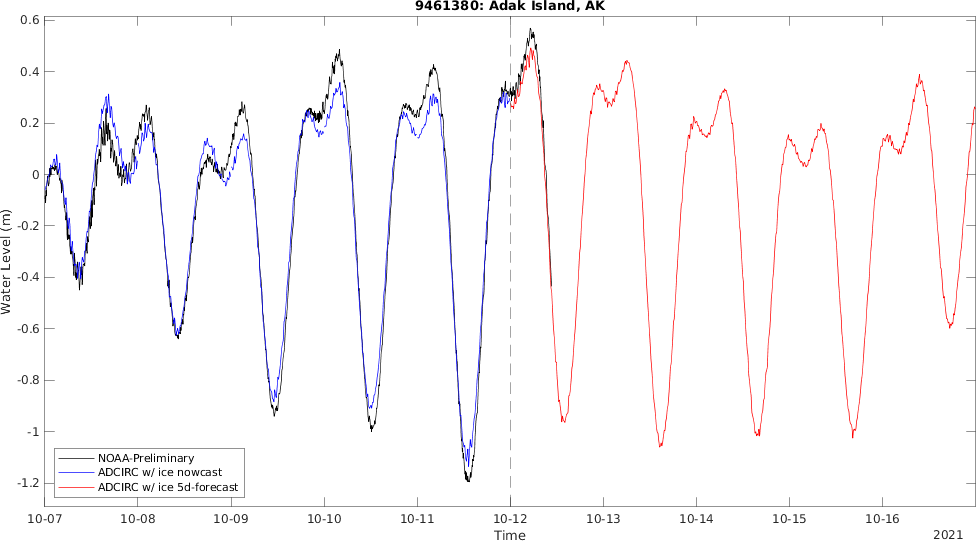 9461380: Adak Island, AK
0.6
0.4
0.2
0
-0.2
-0.4
-0.6
-0.8
-1
-1.2
Water Level (m)
NOAA-Preliminary
ADCIRC w/ ice nowcast
ADCIRC w/ ice 5d-forecast
10-07 10-08 10-09 10-10 10-11 10-12 10-13 10-14 10-15 10-16
Time
2021